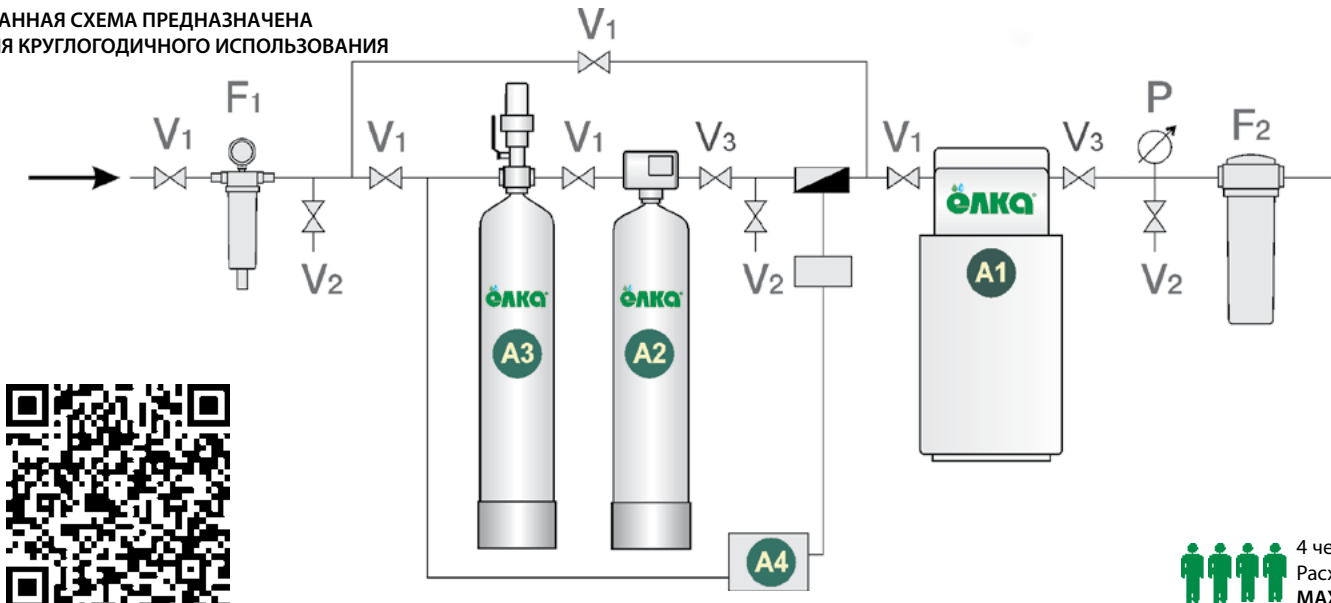 АННАЯ СХЕМА ПРЕДНАЗНАЧЕНА
Я КРУГЛОГОДИЧНОГО ИСПОЛЬЗОВАНИЯ
V1
F1
V1
V1
V1
V3
V1
V3
P
F2
V2
V2
V2
ёлка
A3
ёлка
A2
ёлка
A1
A4
4 че
Расх
MAX